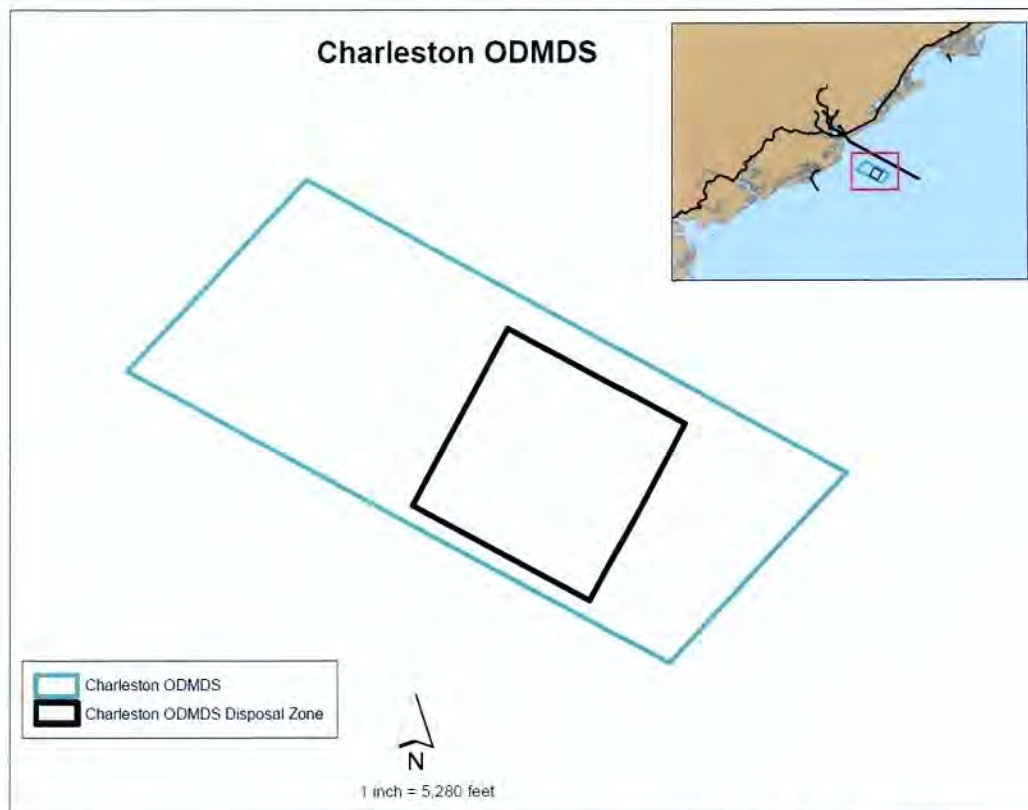 Charleston ODMDS
Charleston ODMDS
Charleston ODMDS Disposal Zone
N
1 inch = 5,280 feet